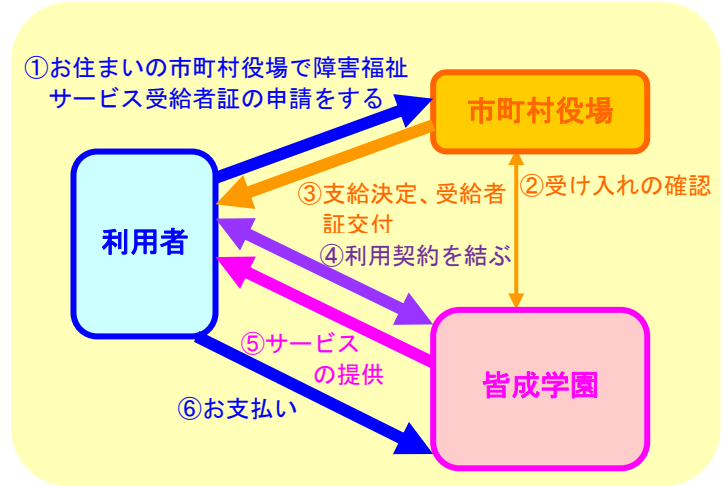 ①お住まいの市町村役場で障害福祉
サービス受給者証の申請をする
市町村役場
利用者
②受け入れの確認
③支給決定、受給者
証交付
④利用契約を結ぶ
⑤サービス
の提供
皆成学園
⑥お支払い